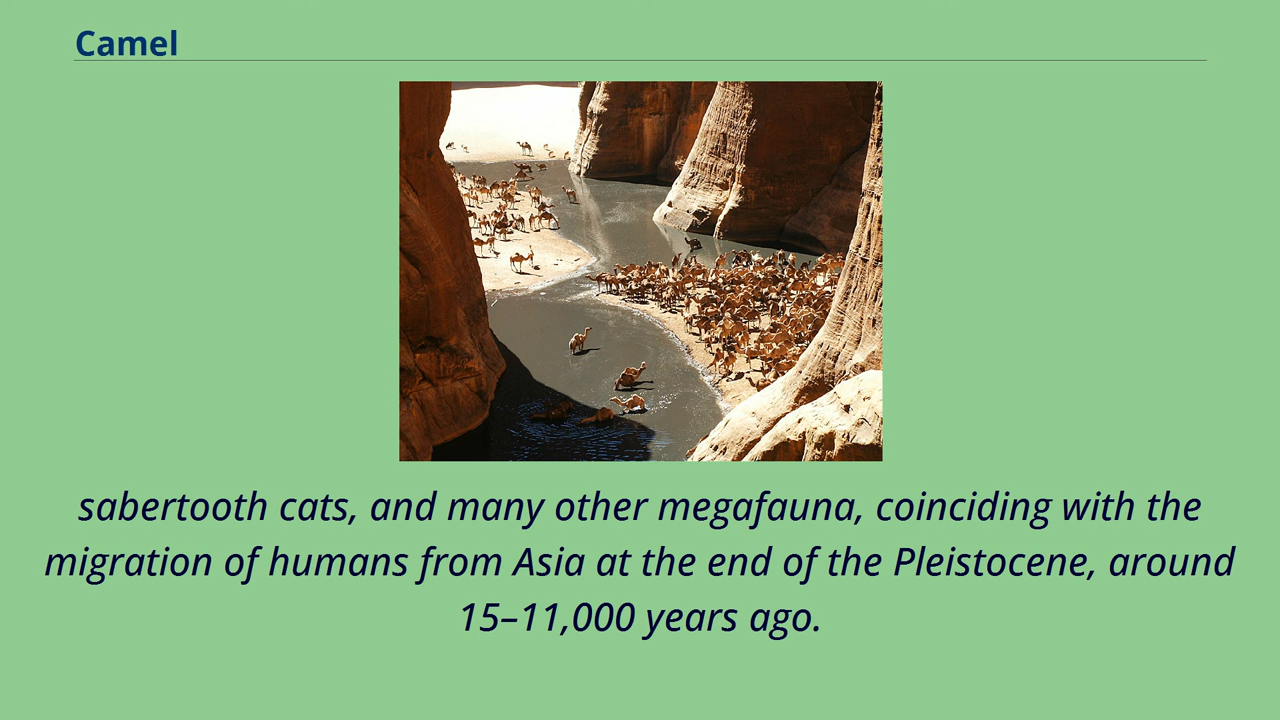 Camel
sabertooth cats, and many other megafauna, coinciding with the
migration of humans from Asia at the end of the Pleistocene, around
15–11,000 years ago.